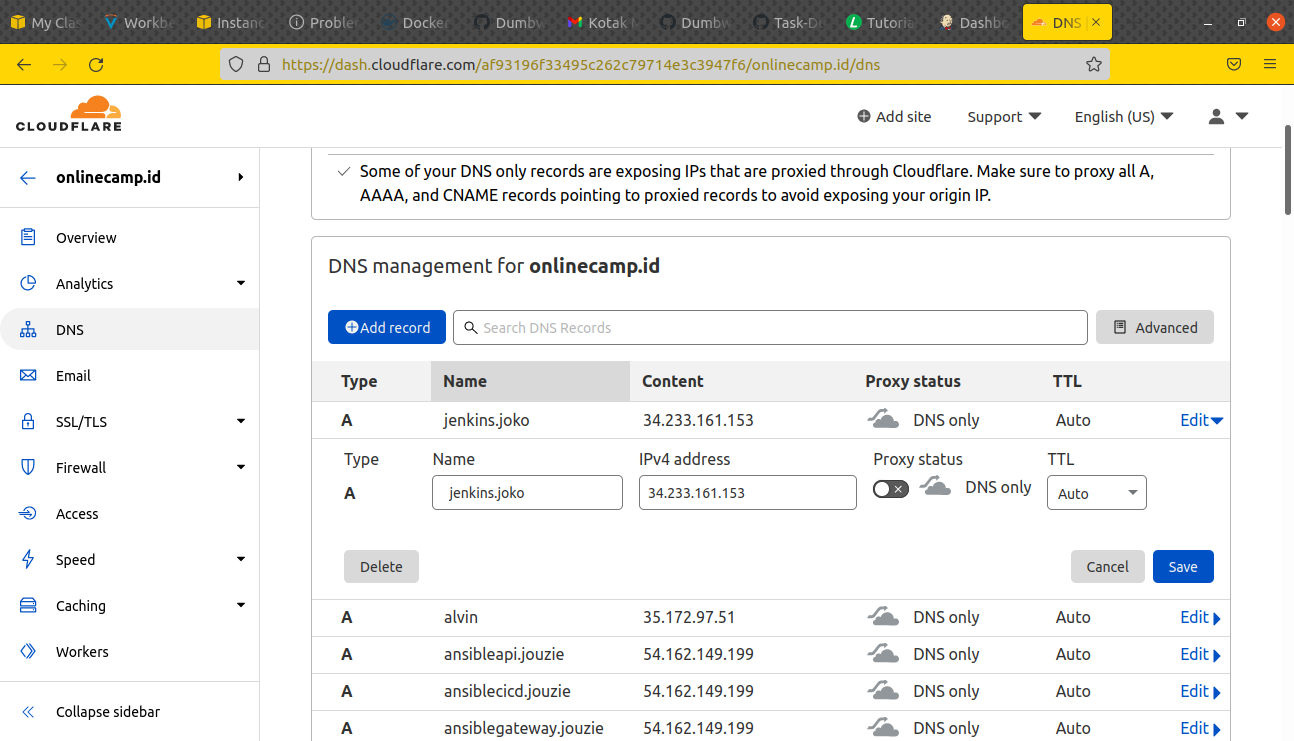 My Clas
Workbe
Instanc
Problem
Docker
Dumbw
Kotak M
Dumbw
Task-Du
Tutoria
Dashbo
DNS
https://dash.cloudflare.com/af93196f33495c262c79714e3c3947f6/onlinecamp.id/dns
CLOUDFLARE
Add site
Support
English (US)
onlinecamp.id
Overview
Analytics
DNS
Email
SSL/TLS
Firewall
Access
Speed
Caching
Workers
Collapse sidebar
Some of your DNS only records are exposing IPs that are proxied through Cloudflare. Make sure to proxy all A,
AAAA, and CNAME records pointing to proxied records to avoid exposing your origin IP.
DNS management for onlinecamp.id
Add record
Search DNS Records
Advanced
Type Name Content Proxy status TTL
A jenkins.joko 34.233.161.153 DNS only Auto Edit
Type Name IPv4 address Proxy status TTL
A jenkins.joko 34.233.161.153 DNS only Auto
Delete Cancel Save
A alvin 35.172.97.51 DNS only Auto Edit
A ansibleapi.jouzie 54.162.149.199 DNS only Auto Edit
A ansiblecicd.jouzie 54.162.149.199 DNS only Auto Edit
A ansiblegateway.jouzie 54.162.149.199 DNS only Auto Edit